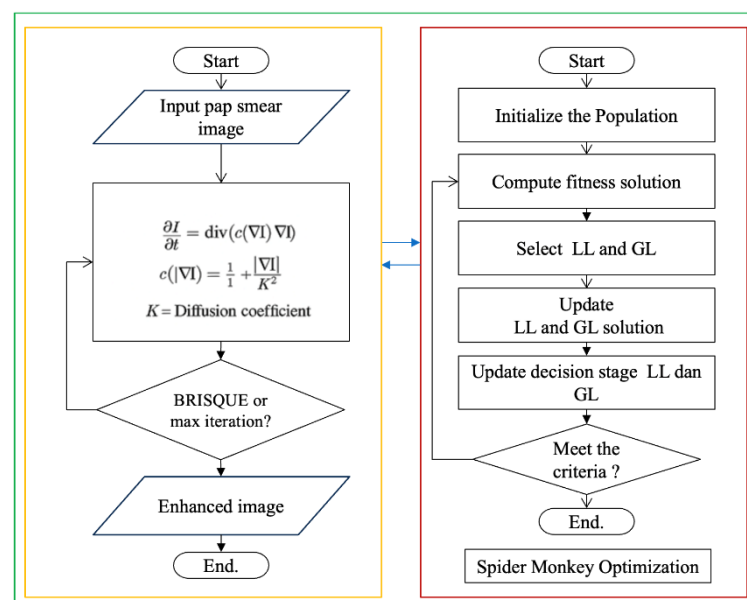 Start
Input pap smear
image
∂I/∂t = div(c(∇I) ∇I)
c(|∇I) = 1/1 + |∇I|/K²
K = Diffusion coefficient
BRISQUE or
max iteration?
Enhanced image
End.
Start
Initialize the Population
Compute fitness solution
Select LL and GL
Update
LL and GL solution
Update decision stage LL dan
GL
Meet the
criteria ?
End.
Spider Monkey Optimization